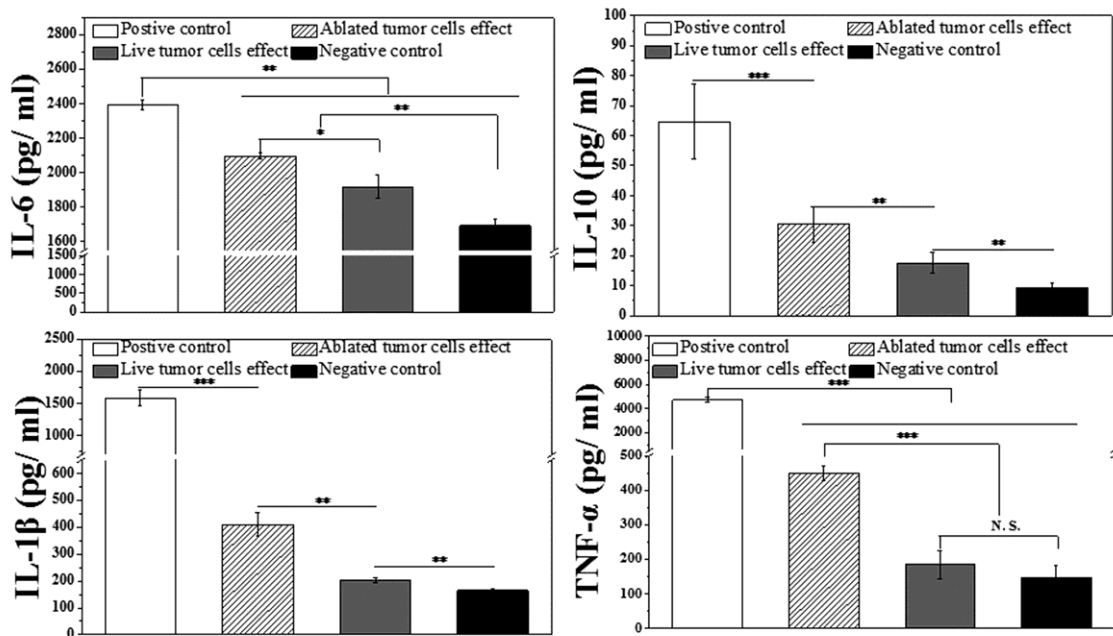 IL-6 (pg/ ml)
2800
2600
2400
2200
2000
1800
1600
1500
1000
500
0
Postive control
Ablated tumor cells effect
Live tumor cells effect
Negative control
**
**
*
IL-10 (pg/ ml)
100
90
80
70
60
50
40
30
20
10
0
Postive control
Ablated tumor cells effect
Live tumor cells effect
Negative control
***
**
**
IL-1β (pg/ ml)
2500
2000
1500
1000
600
500
400
300
200
100
0
Postive control
Ablated tumor cells effect
Live tumor cells effect
Negative control
***
**
**
TNF-α (pg/ ml)
10000
8000
6000
4000
500
400
300
200
100
0
Postive control
Ablated tumor cells effect
Live tumor cells effect
Negative control
***
***
N. S.